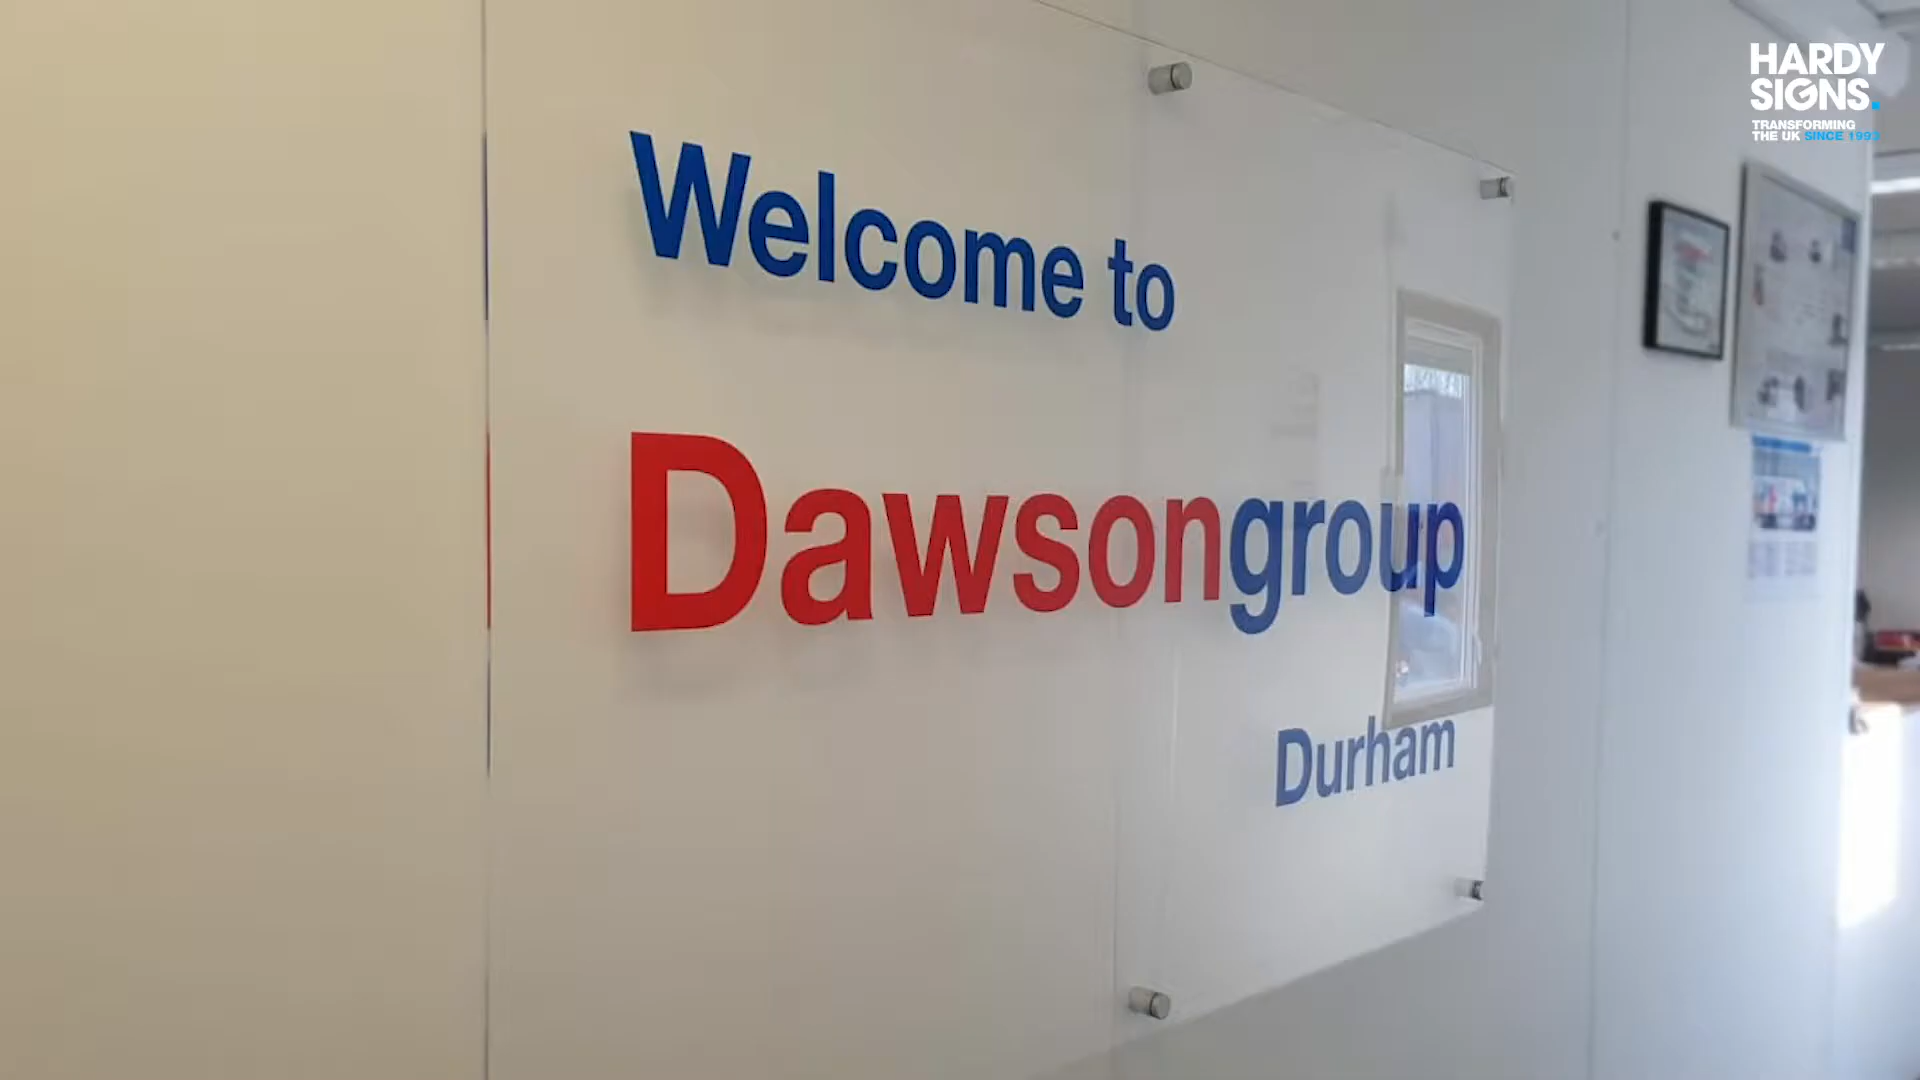 HARDY
SIGNS.
TRANSFORMING
THE UK SINCE 1993
Welcome to
Dawsongroup
Durham